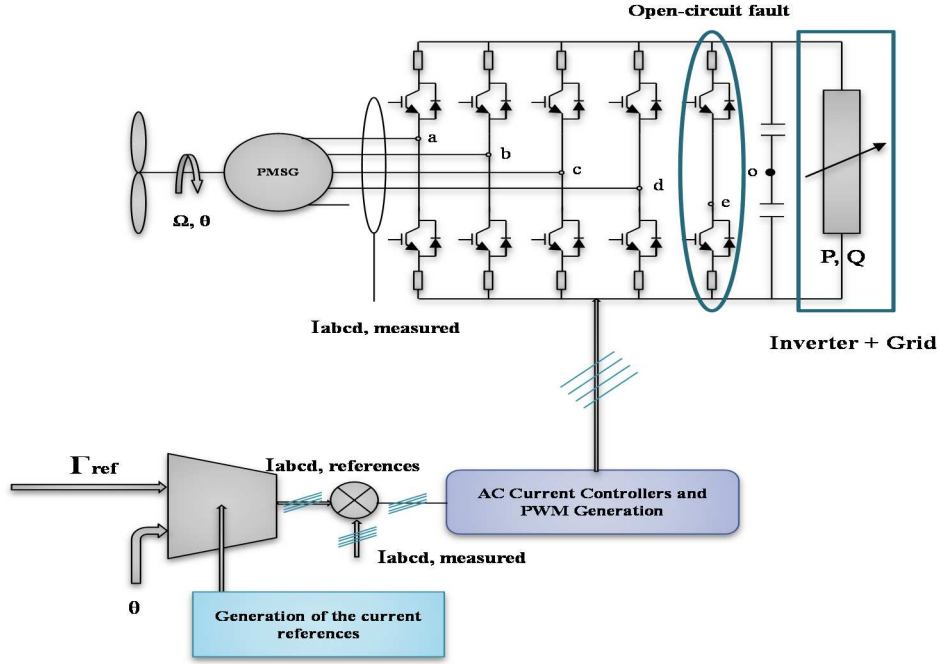 Open-circuit fault
a
b
PMSG
c
o
d
e
Ω, θ
P, Q
Iabcd, measured
Inverter + Grid
Γref
Iabcd, references
AC Current Controllers and
PWM Generation
Iabcd, measured
θ
Generation of the current
references